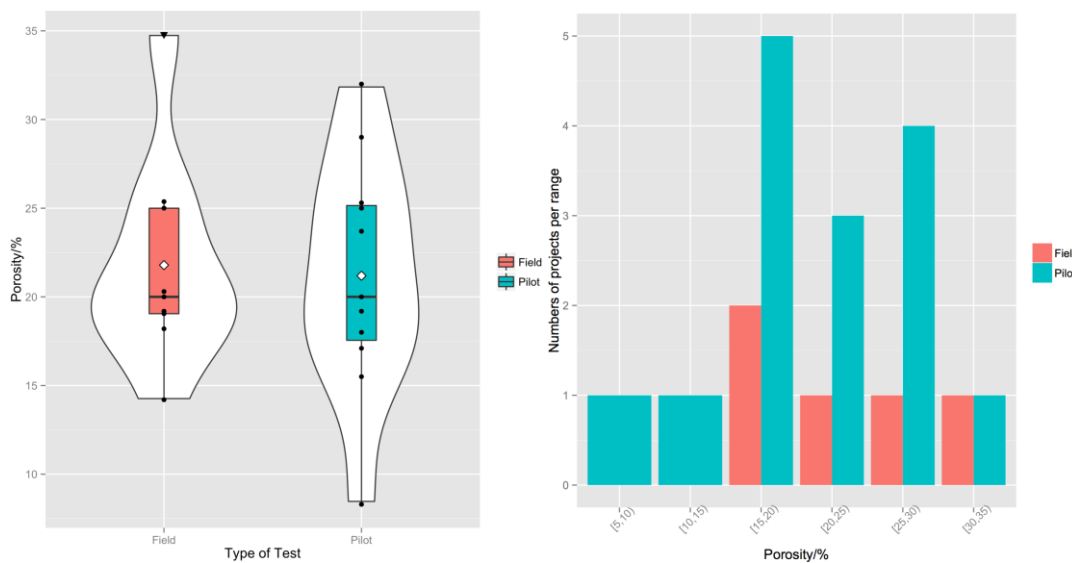 35
30
25
20
15
10
Porosity/%
Field
Pilot
Type of Test
Field
Pilot
5
4
3
2
1
0
Numbers of projects per range
[5,10)
[10,15)
[15,20)
[20,25)
[25,30)
[30,35)
Porosity/%
Fiel
Pilo